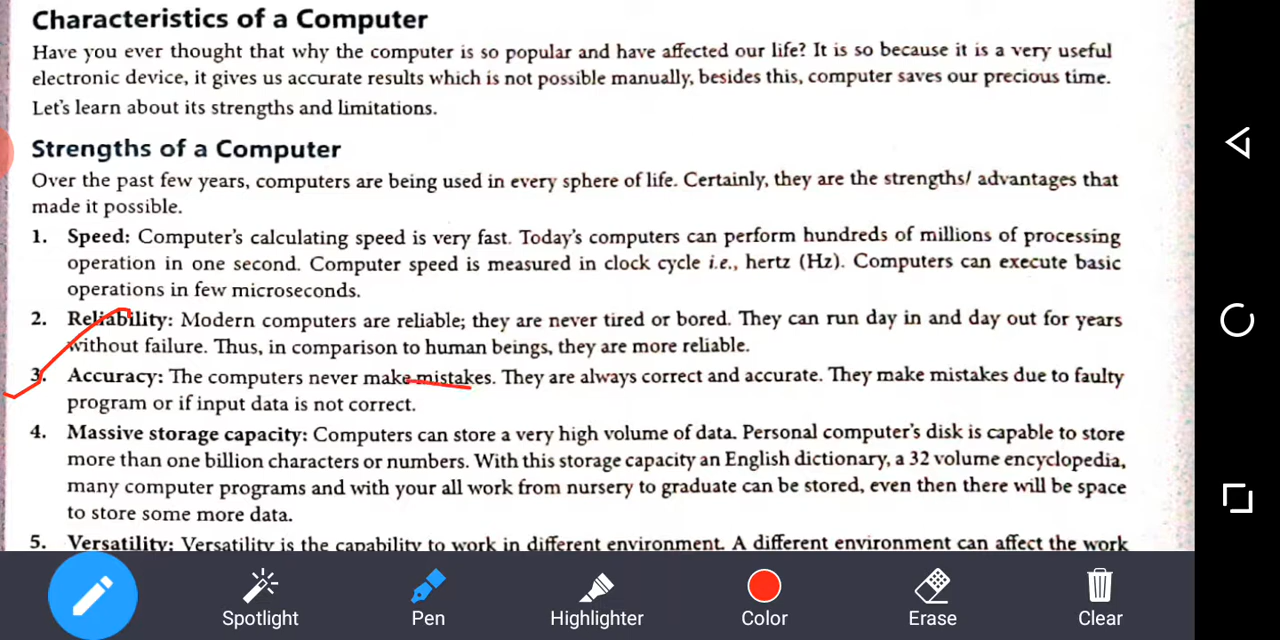 Characteristics of a Computer
Have you ever thought that why the computer is so popular and have affected our life? It is so because it is a very useful
electronic device, it gives us accurate results which is not possible manually, besides this, computer saves our precious time.
Let's learn about its strengths and limitations.
Strengths of a Computer
Over the past few years, computers are being used in every sphere of life. Certainly, they are the strengths/ advantages that
made it possible.
1. Speed: Computer's calculating speed is very fast. Today's computers can perform hundreds of millions of processing
operation in one second. Computer speed is measured in clock cycle i.e., hertz (Hz). Computers can execute basic
operations in few microseconds.
2. Reliability: Modern computers are reliable; they are never tired or bored. They can run day in and day out for years
without failure. Thus, in comparison to human beings, they are more reliable.
3. Accuracy: The computers never make mistakes. They are always correct and accurate. They make mistakes due to faulty
program or if input data is not correct.
4. Massive storage capacity: Computers can store a very high volume of data. Personal computer's disk is capable to store
more than one billion characters or numbers. With this storage capacity an English dictionary, a 32 volume encyclopedia,
many computer programs and with your all work from nursery to graduate can be stored, even then there will be space
to store some more data.
5. Versatility: Versatility is the capability to work in different environment. A different environment can affect the work
Spotlight Pen Highlighter Color Erase Clear